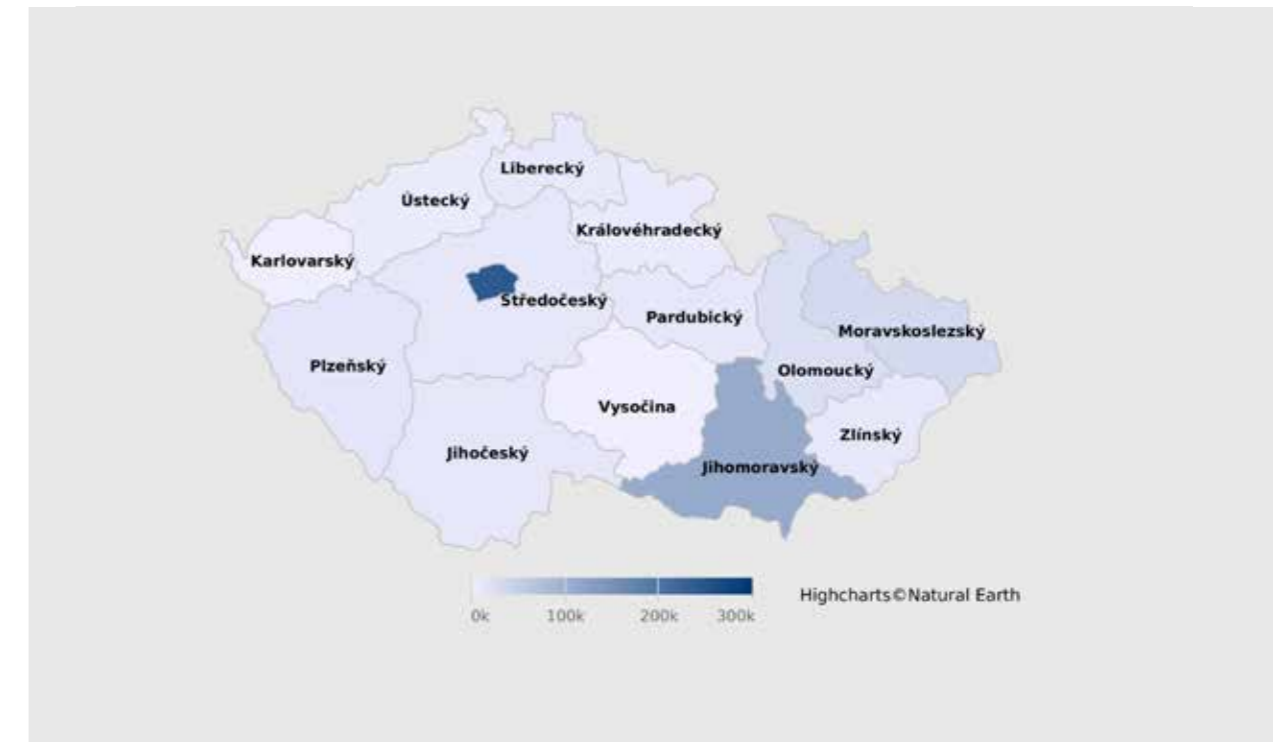 Liberecký
Ústecký
Královéhradecký
Karlovarský
Středočeský
Pardubický
Moravskoslezský
Plzeňský
Olomoucký
Vysočina
Zlínský
Jihočeský
Jihomoravský
Highcharts©Natural Earth
0k 100k 200k 300k